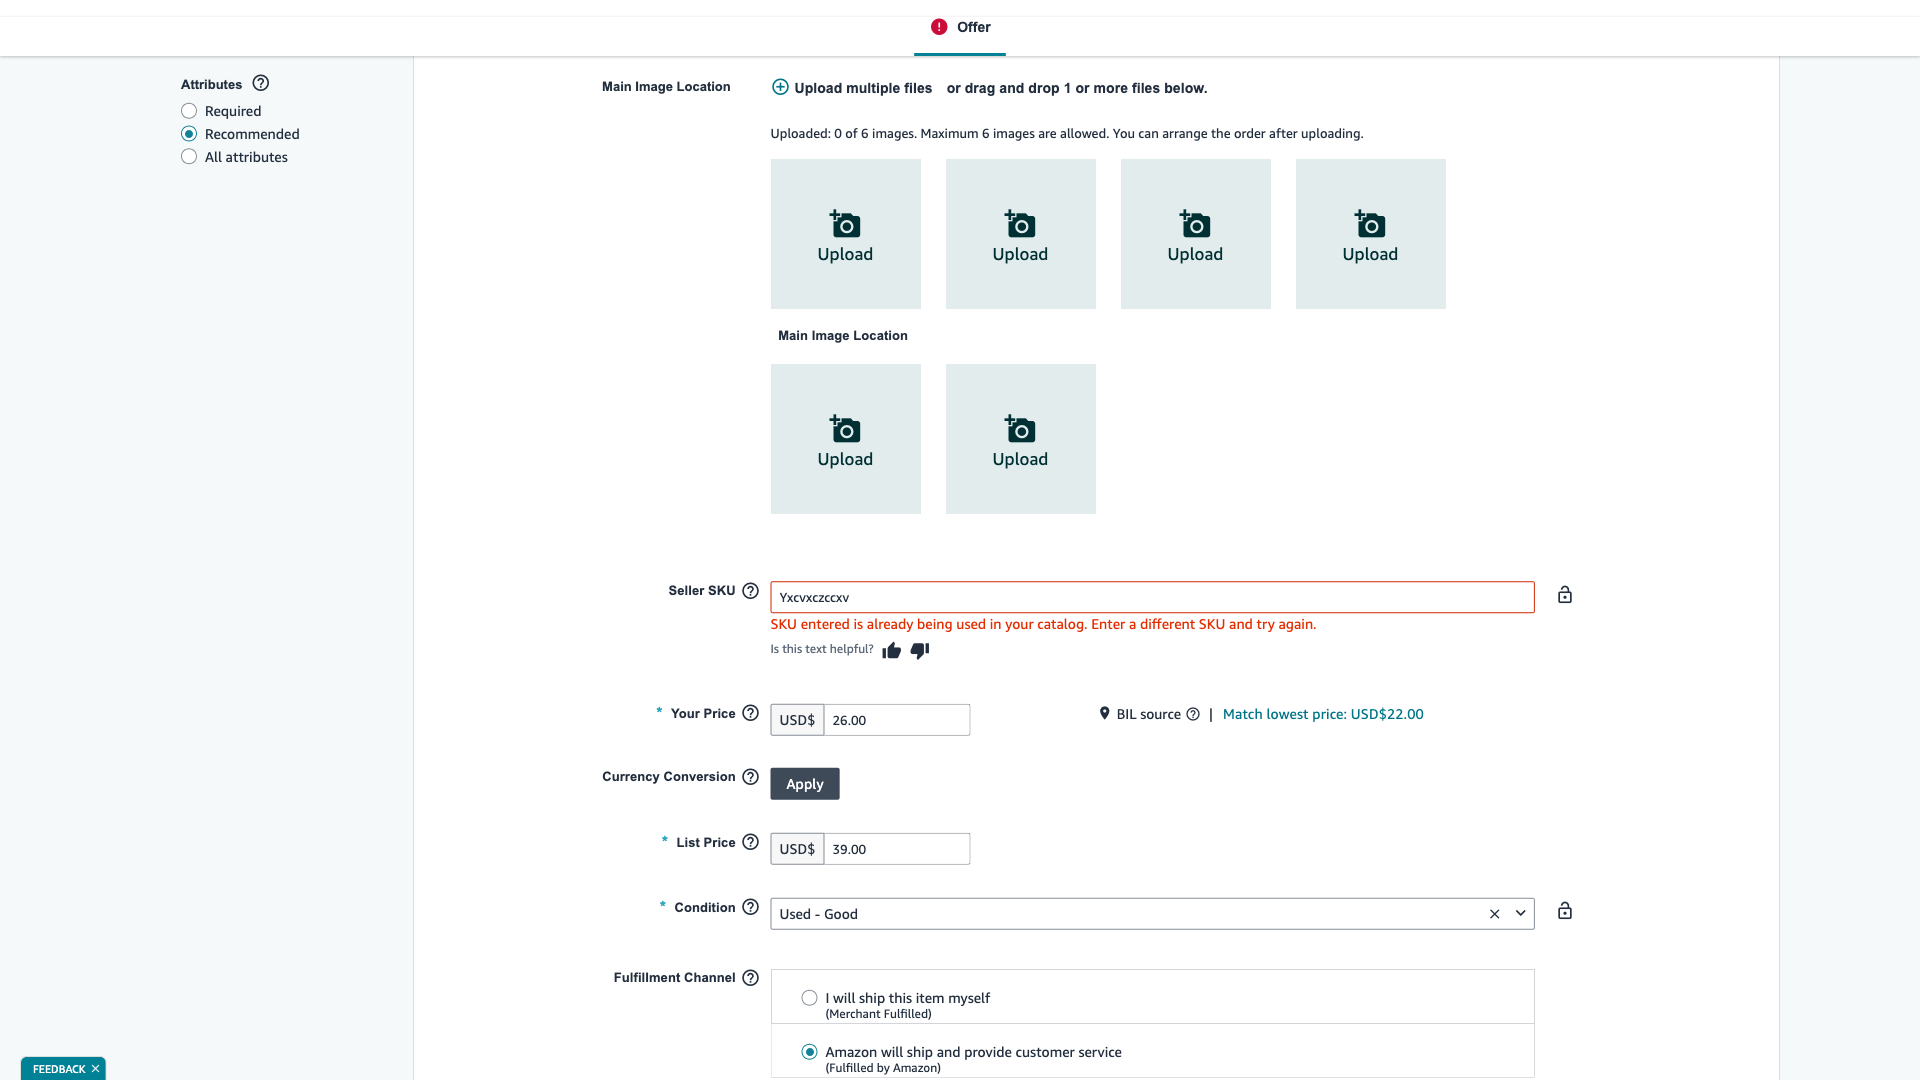 Offer
Attributes
Required
Recommended
All attributes
Main Image Location
Upload multiple files or drag and drop 1 or more files below.
Uploaded: 0 of 6 images. Maximum 6 images are allowed. You can arrange the order after uploading.
Upload Upload Upload Upload
Main Image Location
Upload Upload
Seller SKU
Yxcvxczccxv
SKU entered is already being used in your catalog. Enter a different SKU and try again.
Is this text helpful?
* Your Price USD$ 26.00 BIL source | Match lowest price: USD$22.00
Currency Conversion Apply
* List Price USD$ 39.00
* Condition Used - Good
Fulfillment Channel
I will ship this item myself
(Merchant Fulfilled)
Amazon will ship and provide customer service
(Fulfilled by Amazon)
FEEDBACK